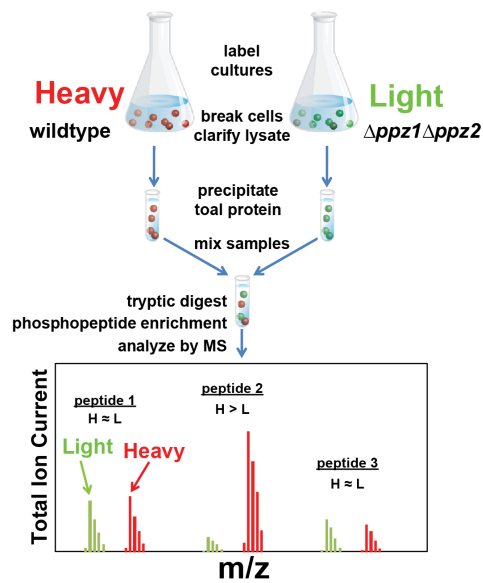 label
cultures
Heavy
wildtype
break cells
clarify lysate
Light
Δppz1Δppz2
precipitate
toal protein
mix samples
tryptic digest
phosphopeptide enrichment
analyze by MS
Total Ion Current
peptide 1
H ≈ L
Light
Heavy
peptide 2
H > L
peptide 3
H ≈ L
m/z